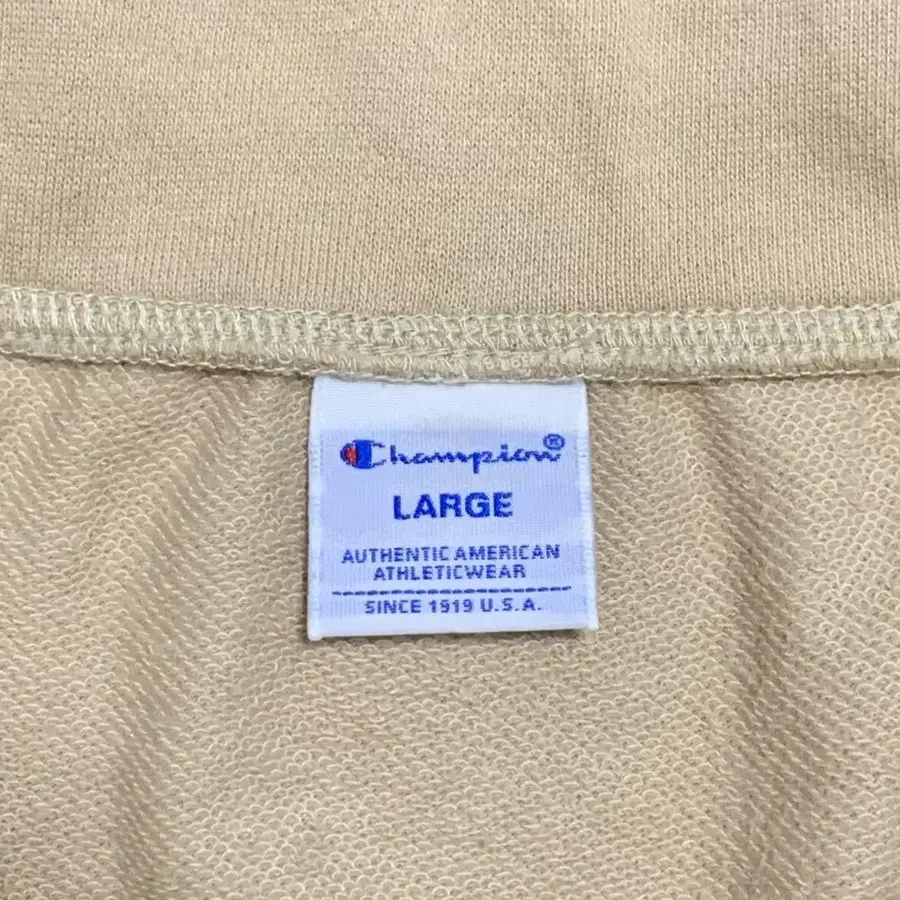 Champion®
LARGE
AUTHENTIC AMERICAN
ATHLETICWEAR
SINCE 1919 U.S.A.